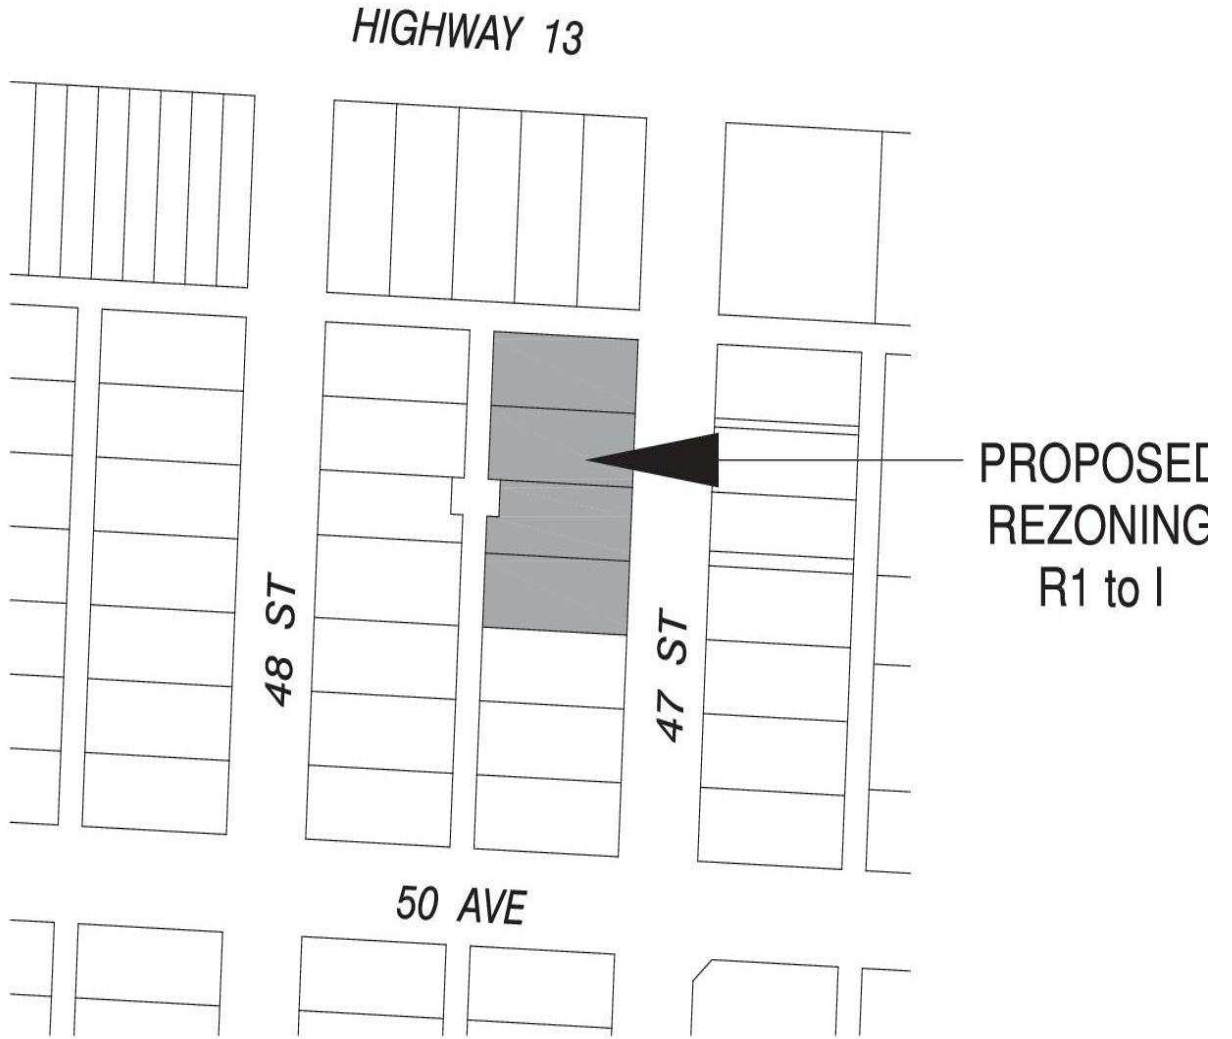 HIGHWAY 13
PROPOSED
REZONING
R1 to I
48 ST
47 ST
50 AVE